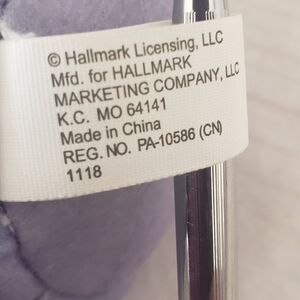 © Hallmark Licensing, LLC
Mfd. for HALLMARK
MARKETING COMPANY, LLC
K.C. MO 64141
Made in China
REG. NO. PA-10586 (CN)
1118